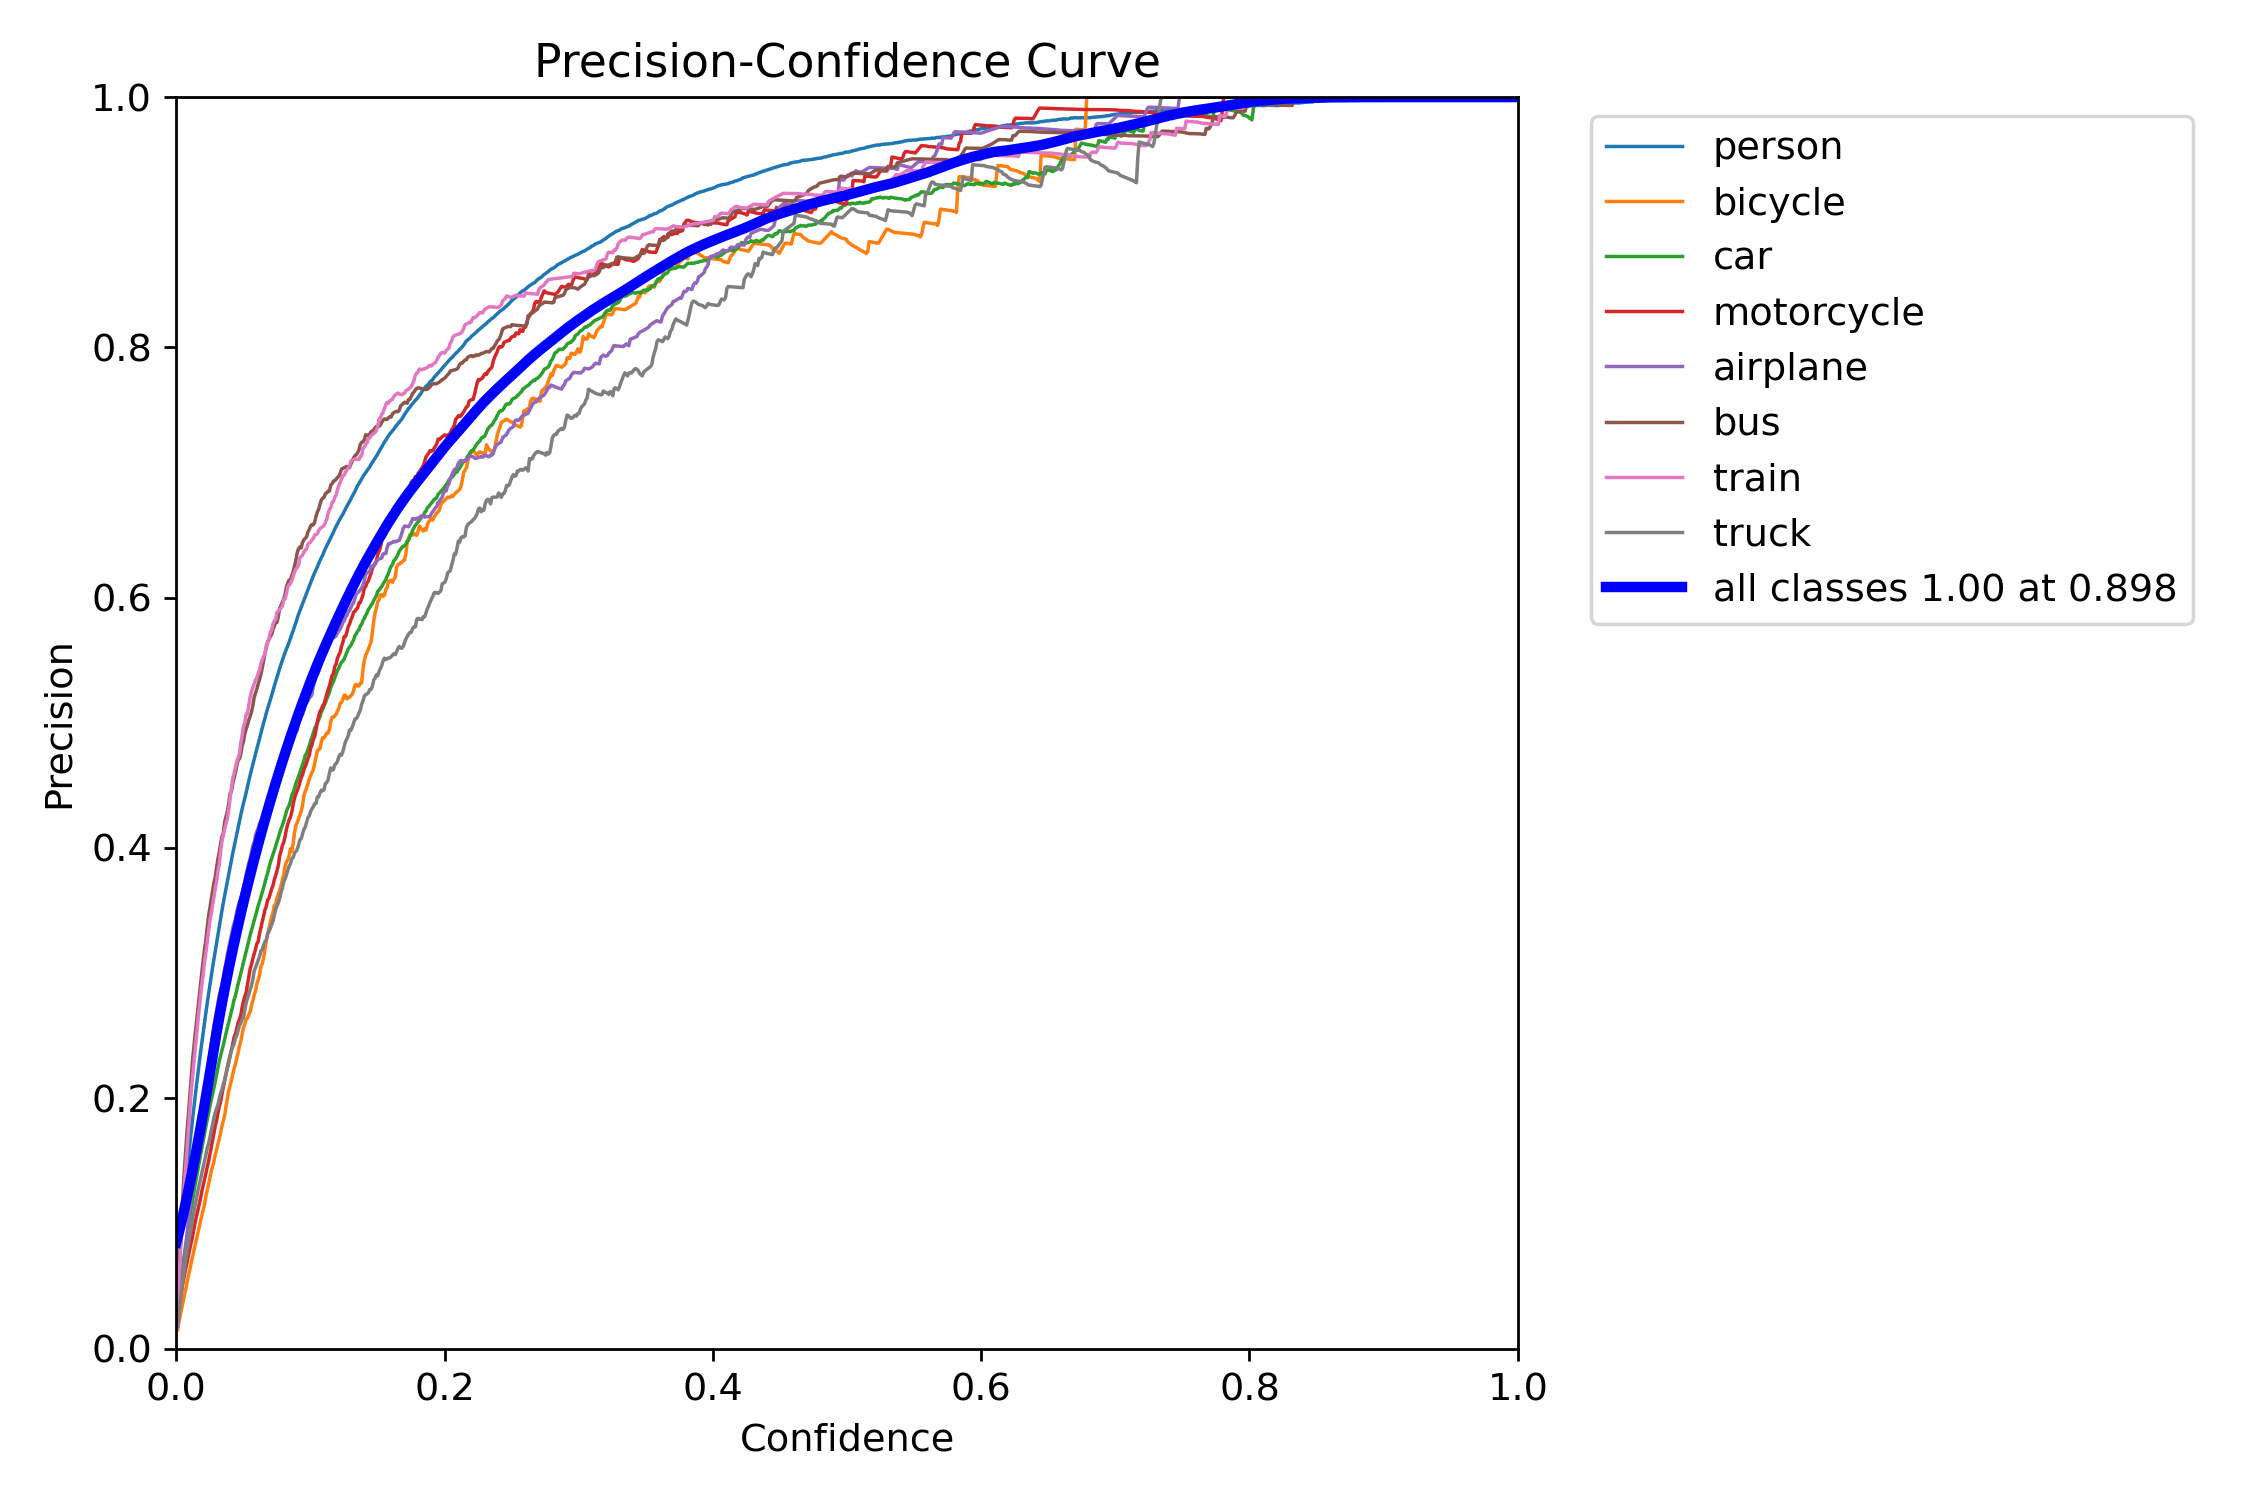 Precision-Confidence Curve
1.0
0.8
0.6
0.4
0.2
0.0
Precision
0.0 0.2 0.4 0.6 0.8 1.0
Confidence
person
bicycle
car
motorcycle
airplane
bus
train
truck
all classes 1.00 at 0.898